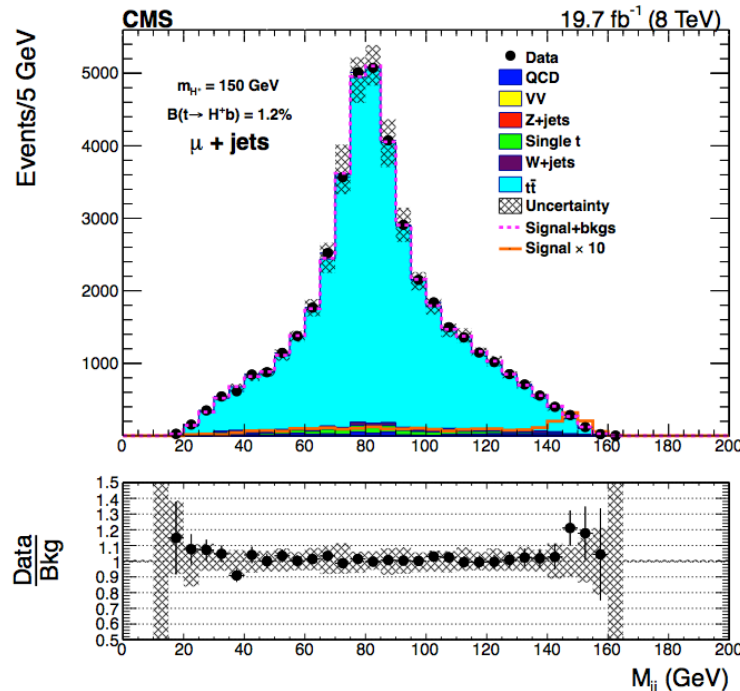 CMS
19.7 fb⁻¹ (8 TeV)
Events/5 GeV
5000
4000
3000
2000
1000
m_H⁺ = 150 GeV
B(t→ H⁺b) = 1.2%
μ + jets
Data
QCD
VV
Z+jets
Single t
W+jets
tt̄
Uncertainty
Signal+bkgs
Signal × 10
0 20 40 60 80 100 120 140 160 180 200
Data
Bkg
1.5
1.4
1.3
1.2
1.1
1
0.9
0.8
0.7
0.6
0.5
0 20 40 60 80 100 120 140 160 180 200
M_jj (GeV)